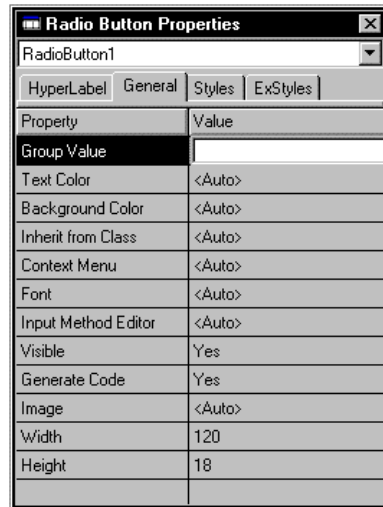 Radio Button Properties
RadioButton1
HyperLabel General Styles ExStyles
Property Value
Group Value
Text Color <Auto>
Background Color <Auto>
Inherit from Class <Auto>
Context Menu <Auto>
Font <Auto>
Input Method Editor <Auto>
Visible Yes
Generate Code Yes
Image <Auto>
Width 120
Height 18